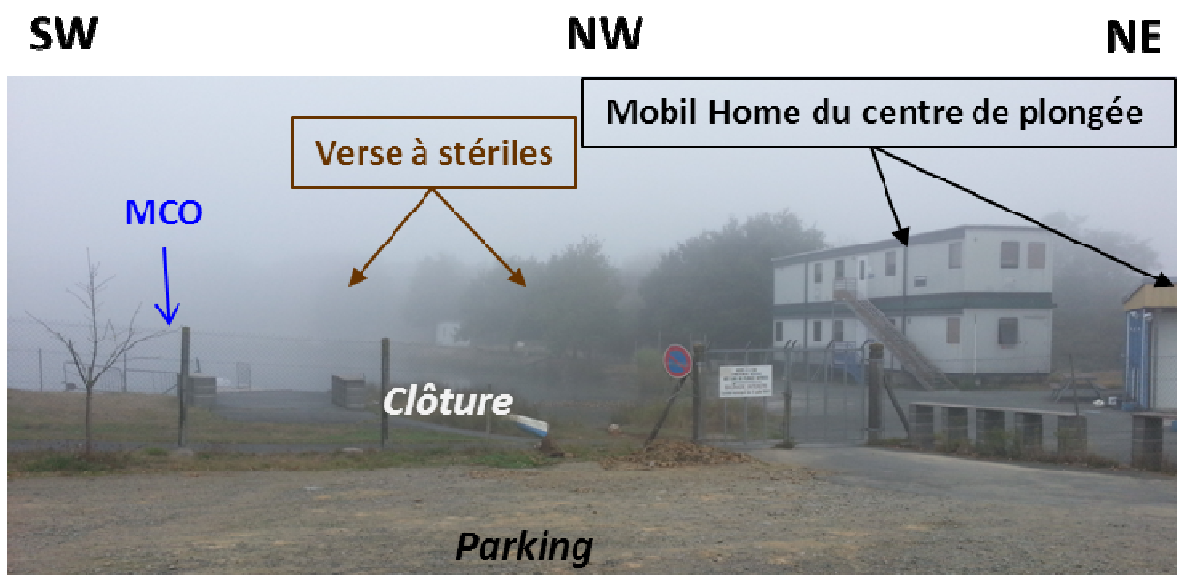 SW NW NE
Mobil Home du centre de plongée
Verse à stériles
MCO
Clôture
Parking